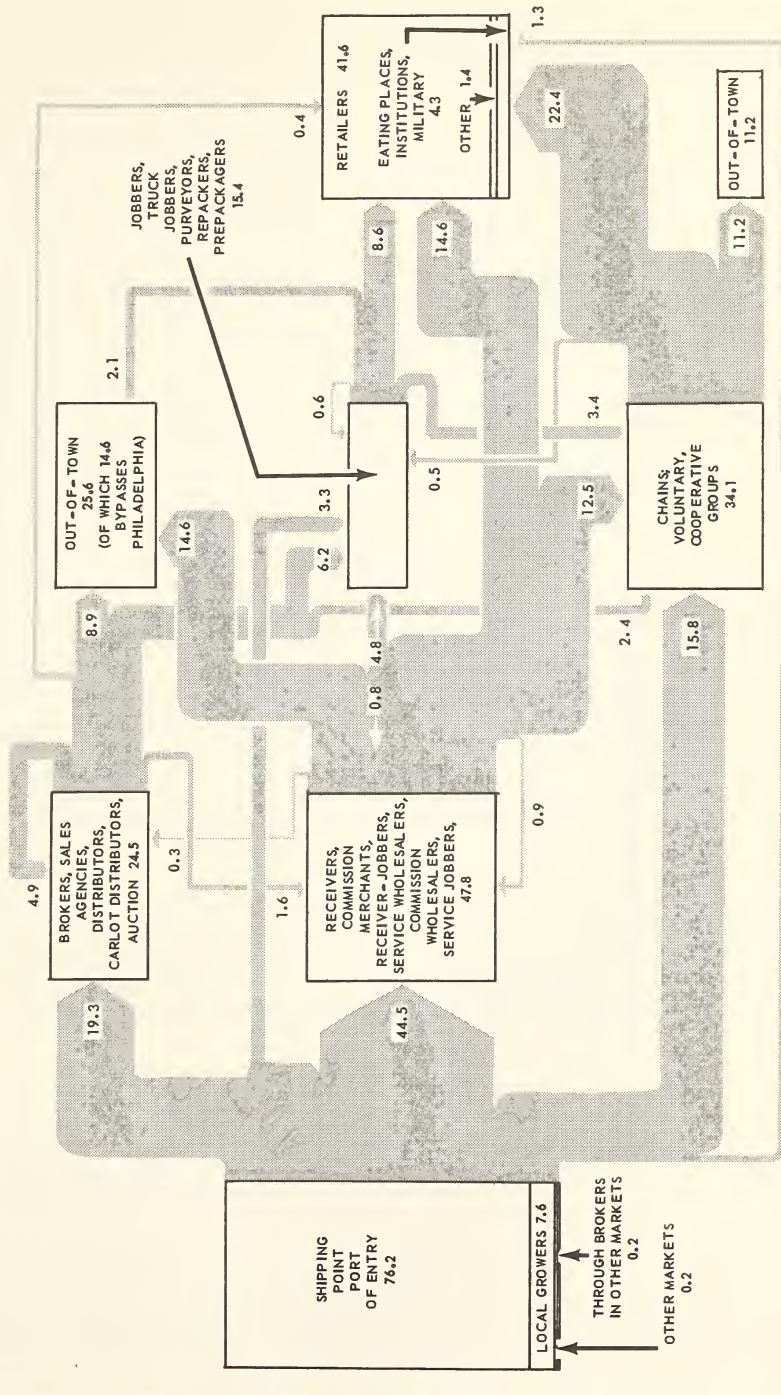 SHIPPING
POINT
PORT
OF ENTRY
76.2
LOCAL GROWERS 7.6
THROUGH BROKERS
IN OTHER MARKETS
0.2
OTHER MARKETS
0.2
19.3
44.5
15.8
1.3
4.9
BROKERS, SALES
AGENCIES,
DISTRIBUTORS,
CARLOT DISTRIBUTORS,
AUCTION 24.5
0.3
1.6
RECEIVERS,
COMMISSION
MERCHANTS,
RECEIVER-JOBBERS,
SERVICE WHOLESALERS,
COMMISSION
WHOLESALERS,
SERVICE JOBBERS,
47.8
0.9
8.9
14.6
0.8
4.8
6.2
3.3
2.4
12.5
OUT-OF-TOWN
25.6
(OF WHICH 14.6
BYPASSES
PHILADELPHIA)
2.1
JOBBERS,
TRUCK
JOBBERS,
PURVEYORS,
REPACKERS,
PREPACKAGERS
15.4
0.6
0.5
3.4
CHAINS;
VOLUNTARY,
COOPERATIVE
GROUPS
34.1
0.4
8.6
14.6
22.4
11.2
RETAILERS 41.6
EATING PLACES,
INSTITUTIONS,
MILITARY
4.3
OTHER 1.4
OUT-OF-TOWN
11.2